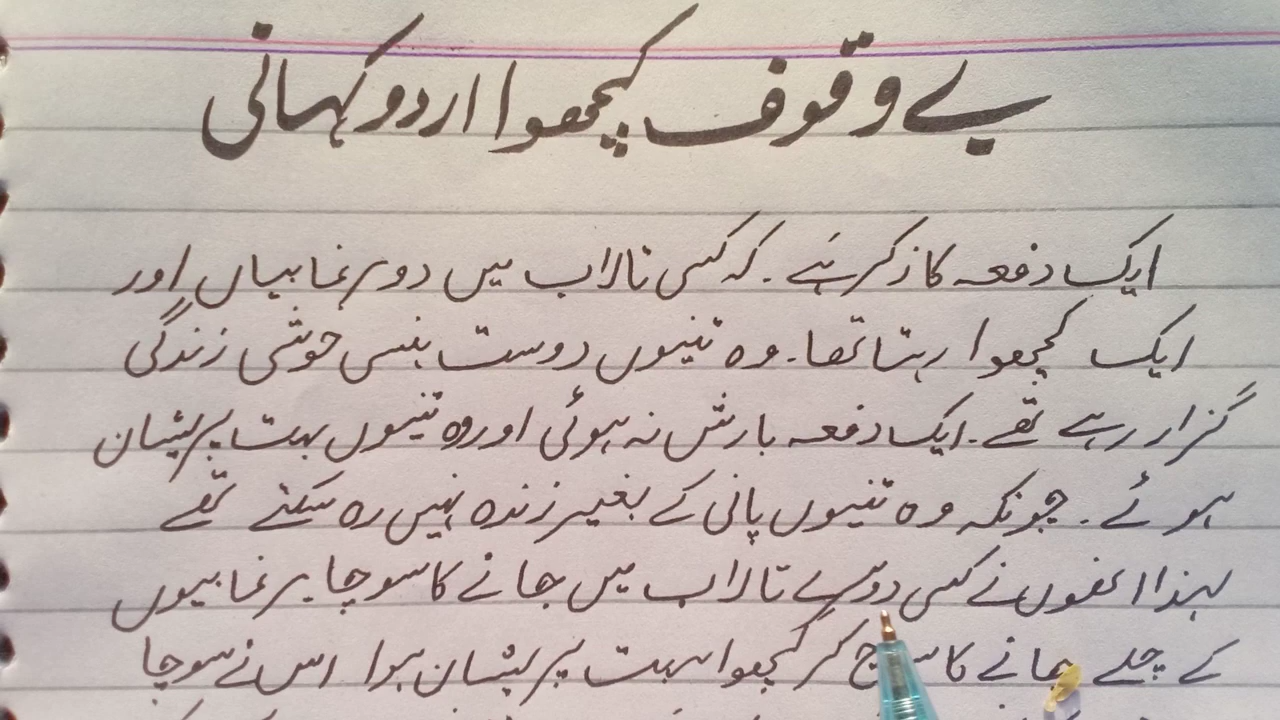 بے وقوف کچھوا اردو کہانی
ایک دفعہ کا ذکر ہے۔ کہ کسی تالاب میں دو مرغابیاں اور
ایک کچھوا رہتا تھا۔ وہ تینوں دوست ہنسی خوشی زندگی
گزار رہے تھے۔ ایک دفعہ بارش نہ ہوئی اور وہ تینوں بہت پریشان
ہوئے۔ چونکہ وہ تینوں پانی کے بغیر زندہ نہیں رہ سکتے تھے
لہذا انھوں نے کسی دوسرے تالاب میں جانے کا سوچا۔ مرغابیوں
کے چلے جانے کا سوچ کر کچھوا بہت پریشان ہوا اس نے سوچا